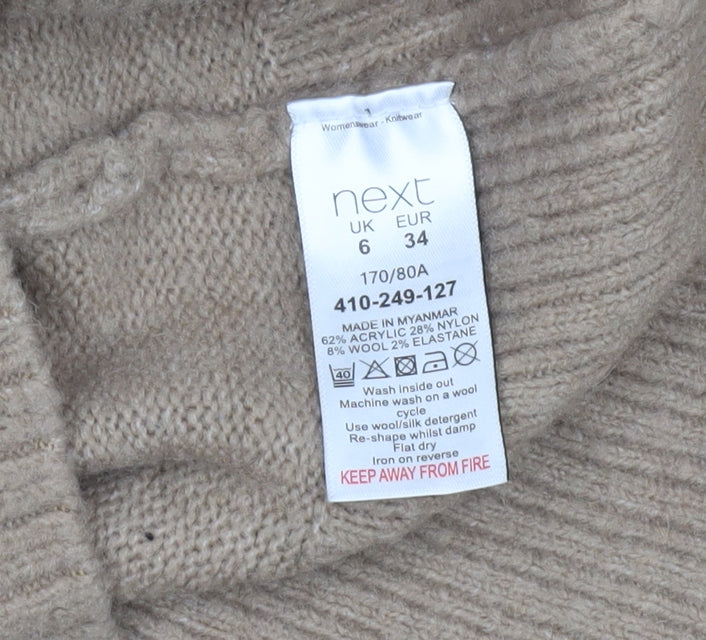 Womenswear - Knitwear
next
UK EUR
6 34
170/80A
410-249-127
MADE IN MYANMAR
62% ACRYLIC 28% NYLON
8% WOOL 2% ELASTANE
40
Wash inside out
Machine wash on a wool
cycle
Use wool/silk detergent
Re-shape whilst damp
Flat dry
Iron on reverse
KEEP AWAY FROM FIRE